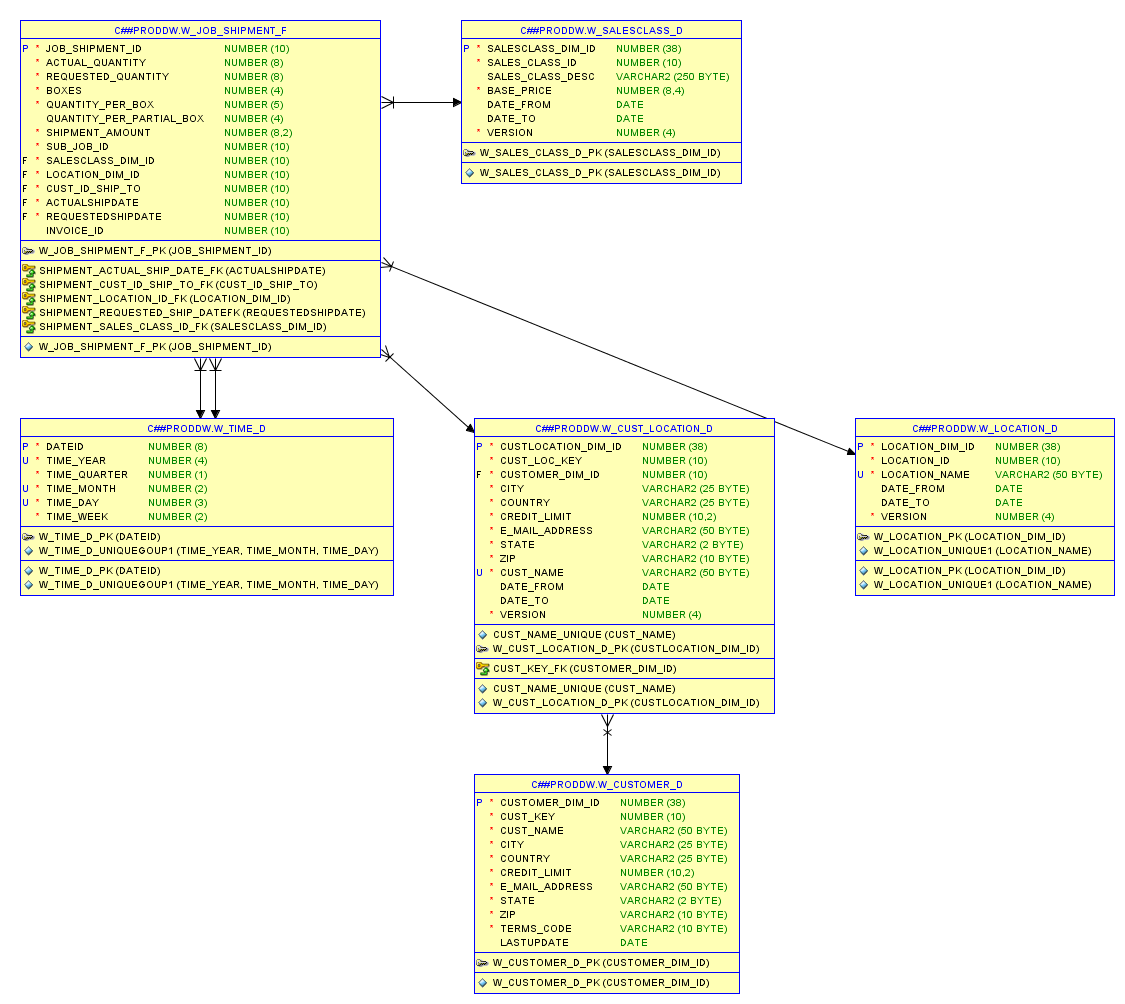 C##PRODDW.W_JOB_SHIPMENT_F
P * JOB_SHIPMENT_ID NUMBER (10)
* ACTUAL_QUANTITY NUMBER (8)
* REQUESTED_QUANTITY NUMBER (8)
* BOXES NUMBER (4)
* QUANTITY_PER_BOX NUMBER (5)
QUANTITY_PER_PARTIAL_BOX NUMBER (4)
* SHIPMENT_AMOUNT NUMBER (8,2)
* SUB_JOB_ID NUMBER (10)
F * SALESCLASS_DIM_ID NUMBER (10)
F * LOCATION_DIM_ID NUMBER (10)
F * CUST_ID_SHIP_TO NUMBER (10)
F * ACTUALSHIPDATE NUMBER (10)
F * REQUESTEDSHIPDATE NUMBER (10)
INVOICE_ID NUMBER (10)
W_JOB_SHIPMENT_F_PK (JOB_SHIPMENT_ID)
SHIPMENT_ACTUAL_SHIP_DATE_FK (ACTUALSHIPDATE)
SHIPMENT_CUST_ID_SHIP_TO_FK (CUST_ID_SHIP_TO)
SHIPMENT_LOCATION_ID_FK (LOCATION_DIM_ID)
SHIPMENT_REQUESTED_SHIP_DATEFK (REQUESTEDSHIPDATE)
SHIPMENT_SALES_CLASS_ID_FK (SALESCLASS_DIM_ID)
W_JOB_SHIPMENT_F_PK (JOB_SHIPMENT_ID)
C##PRODDW.W_SALESCLASS_D
P * SALESCLASS_DIM_ID NUMBER (38)
* SALES_CLASS_ID NUMBER (10)
SALES_CLASS_DESC VARCHAR2 (250 BYTE)
* BASE_PRICE NUMBER (8,4)
DATE_FROM DATE
DATE_TO DATE
* VERSION NUMBER (4)
W_SALES_CLASS_D_PK (SALESCLASS_DIM_ID)
W_SALES_CLASS_D_PK (SALESCLASS_DIM_ID)
C##PRODDW.W_TIME_D
P * DATEID NUMBER (8)
U * TIME_YEAR NUMBER (4)
* TIME_QUARTER NUMBER (1)
U * TIME_MONTH NUMBER (2)
U * TIME_DAY NUMBER (3)
* TIME_WEEK NUMBER (2)
W_TIME_D_PK (DATEID)
W_TIME_D_UNIQUEGOUP1 (TIME_YEAR, TIME_MONTH, TIME_DAY)
W_TIME_D_PK (DATEID)
W_TIME_D_UNIQUEGOUP1 (TIME_YEAR, TIME_MONTH, TIME_DAY)
C##PRODDW.W_CUST_LOCATION_D
P * CUSTLOCATION_DIM_ID NUMBER (38)
* CUST_LOC_KEY NUMBER (10)
F * CUSTOMER_DIM_ID NUMBER (10)
* CITY VARCHAR2 (25 BYTE)
* COUNTRY VARCHAR2 (25 BYTE)
* CREDIT_LIMIT NUMBER (10,2)
* E_MAIL_ADDRESS VARCHAR2 (50 BYTE)
* STATE VARCHAR2 (2 BYTE)
* ZIP VARCHAR2 (10 BYTE)
U * CUST_NAME VARCHAR2 (50 BYTE)
DATE_FROM DATE
DATE_TO DATE
* VERSION NUMBER (4)
CUST_NAME_UNIQUE (CUST_NAME)
W_CUST_LOCATION_D_PK (CUSTLOCATION_DIM_ID)
CUST_KEY_FK (CUSTOMER_DIM_ID)
CUST_NAME_UNIQUE (CUST_NAME)
W_CUST_LOCATION_D_PK (CUSTLOCATION_DIM_ID)
C##PRODDW.W_LOCATION_D
P * LOCATION_DIM_ID NUMBER (38)
* LOCATION_ID NUMBER (10)
U * LOCATION_NAME VARCHAR2 (50 BYTE)
DATE_FROM DATE
DATE_TO DATE
* VERSION NUMBER (4)
W_LOCATION_PK (LOCATION_DIM_ID)
W_LOCATION_UNIQUE1 (LOCATION_NAME)
W_LOCATION_PK (LOCATION_DIM_ID)
W_LOCATION_UNIQUE1 (LOCATION_NAME)
C##PRODDW.W_CUSTOMER_D
P * CUSTOMER_DIM_ID NUMBER (38)
* CUST_KEY NUMBER (10)
* CUST_NAME VARCHAR2 (50 BYTE)
* CITY VARCHAR2 (25 BYTE)
* COUNTRY VARCHAR2 (25 BYTE)
* CREDIT_LIMIT NUMBER (10,2)
* E_MAIL_ADDRESS VARCHAR2 (50 BYTE)
* STATE VARCHAR2 (2 BYTE)
* ZIP VARCHAR2 (10 BYTE)
* TERMS_CODE VARCHAR2 (10 BYTE)
LASTUPDATE DATE
W_CUSTOMER_D_PK (CUSTOMER_DIM_ID)
W_CUSTOMER_D_PK (CUSTOMER_DIM_ID)